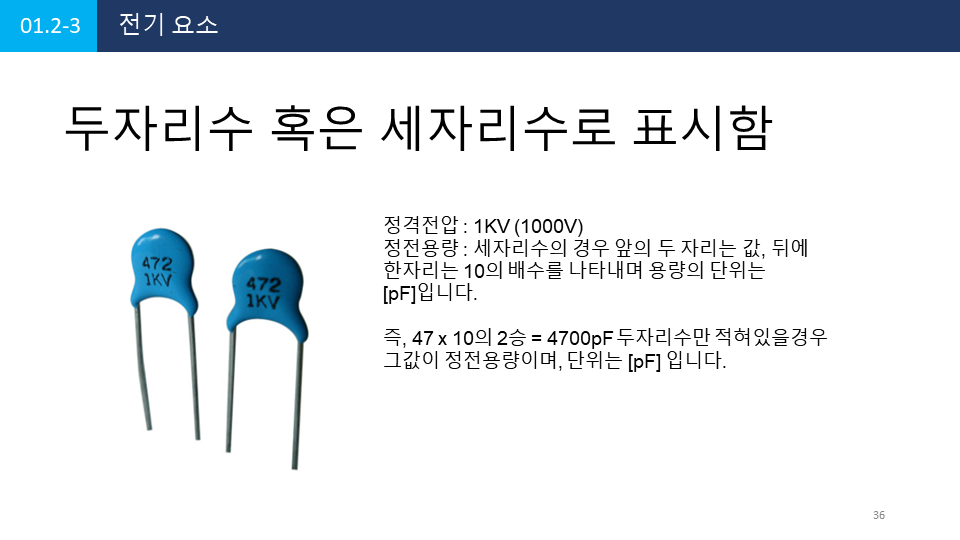 01.2-3 전기 요소
두자리수 혹은 세자리수로 표시함
정격전압 : 1KV (1000V)
정전용량 : 세자리수의 경우 앞의 두 자리는 값, 뒤에
한자리는 10의 배수를 나타내며 용량의 단위는
[pF]입니다.
즉, 47 x 10의 2승 = 4700pF 두자리수만 적혀있을경우
그값이 정전용량이며, 단위는 [pF] 입니다.
472
1KV
472
1KV
36